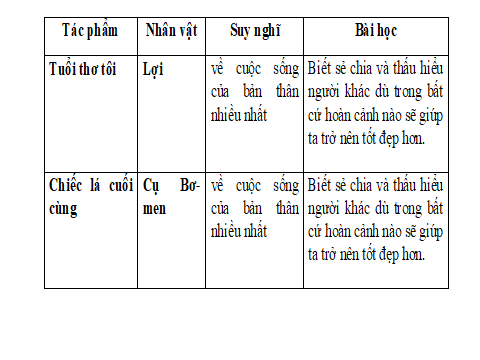 Tác phẩm Nhân vật Suy nghĩ Bài học
Tuổi thơ tôi Lợi về cuộc sống Biết sẻ chia và thấu hiểu
của bản thân người khác dù trong bất
nhiều nhất cứ hoàn cảnh nào sẽ giúp
ta trở nên tốt đẹp hơn.
Chiếc lá cuối Cụ Bơ- về cuộc sống Biết sẻ chia và thấu hiểu
cùng men của bản thân người khác dù trong bất
nhiều nhất cứ hoàn cảnh nào sẽ giúp
ta trở nên tốt đẹp hơn.